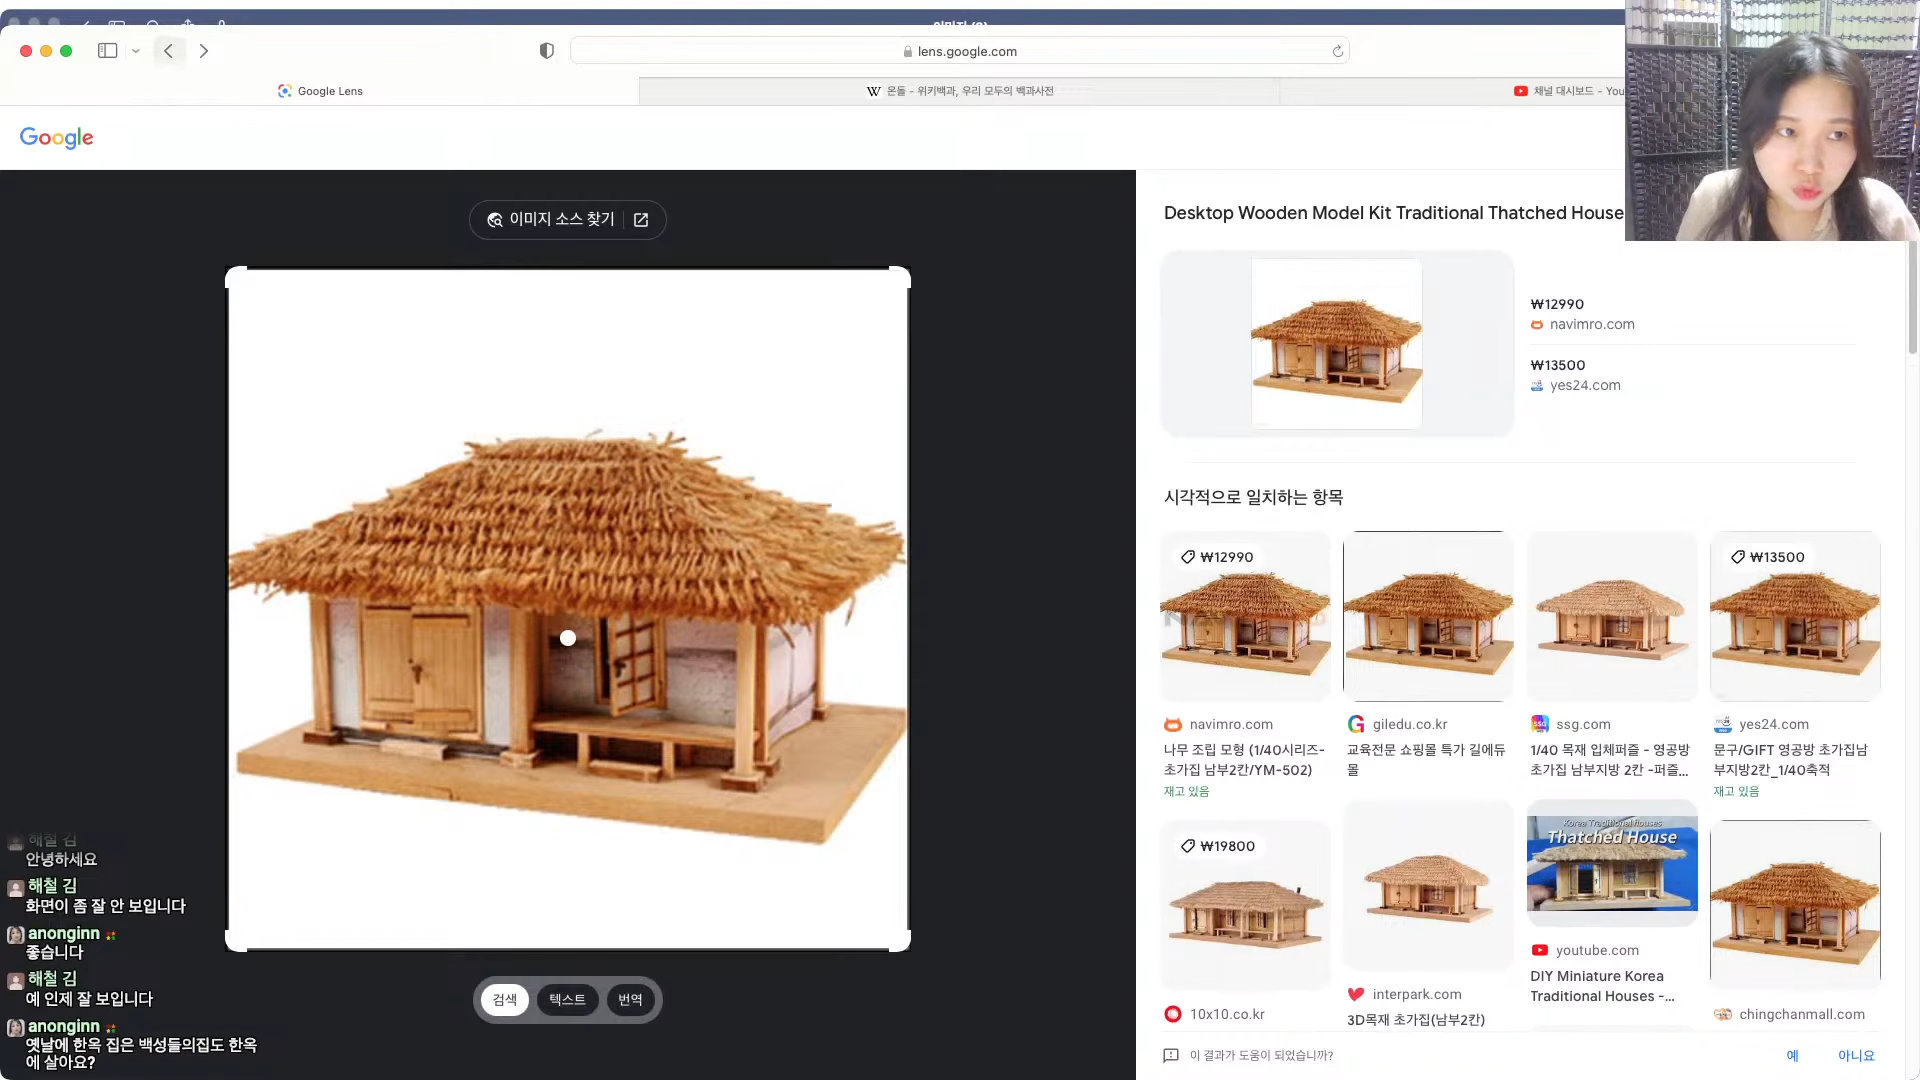 lens.google.com
Google Lens
온돌 - 위키백과, 우리 모두의 백과사전
채널 대시보드 - You
Google
이미지 소스 찾기
Desktop Wooden Model Kit Traditional Thatched House
₩12990
navimro.com
₩13500
yes24.com
시각적으로 일치하는 항목
₩12990
navimro.com
나무 조립 모형 (1/40시리즈-
초가집 남부2칸/YM-502)
재고 있음
giledu.co.kr
교육전문 쇼핑몰 특가 길에듀
몰
ssg.com
1/40 목재 입체퍼즐 - 영공방
초가집 남부지방 2칸 -퍼즐...
₩13500
yes24.com
문구/GIFT 영공방 초가집남
부지방2칸_1/40축적
재고 있음
₩19800
10x10.co.kr
interpark.com
3D목재 초가집(남부2칸)
Korea Traditional houses
Thatched House
youtube.com
DIY Miniature Korea
Traditional Houses -...
chingchanmall.com
검색
텍스트
번역
이 결과가 도움이 되었습니까?
예
아니요
해철 김
안녕하세요
해철 김
화면이 좀 잘 안 보입니다
anonginn
좋습니다
해철 김
예 인제 잘 보입니다
anonginn
옛날에 한옥 집은 백성들의집도 한옥
에 살아요?